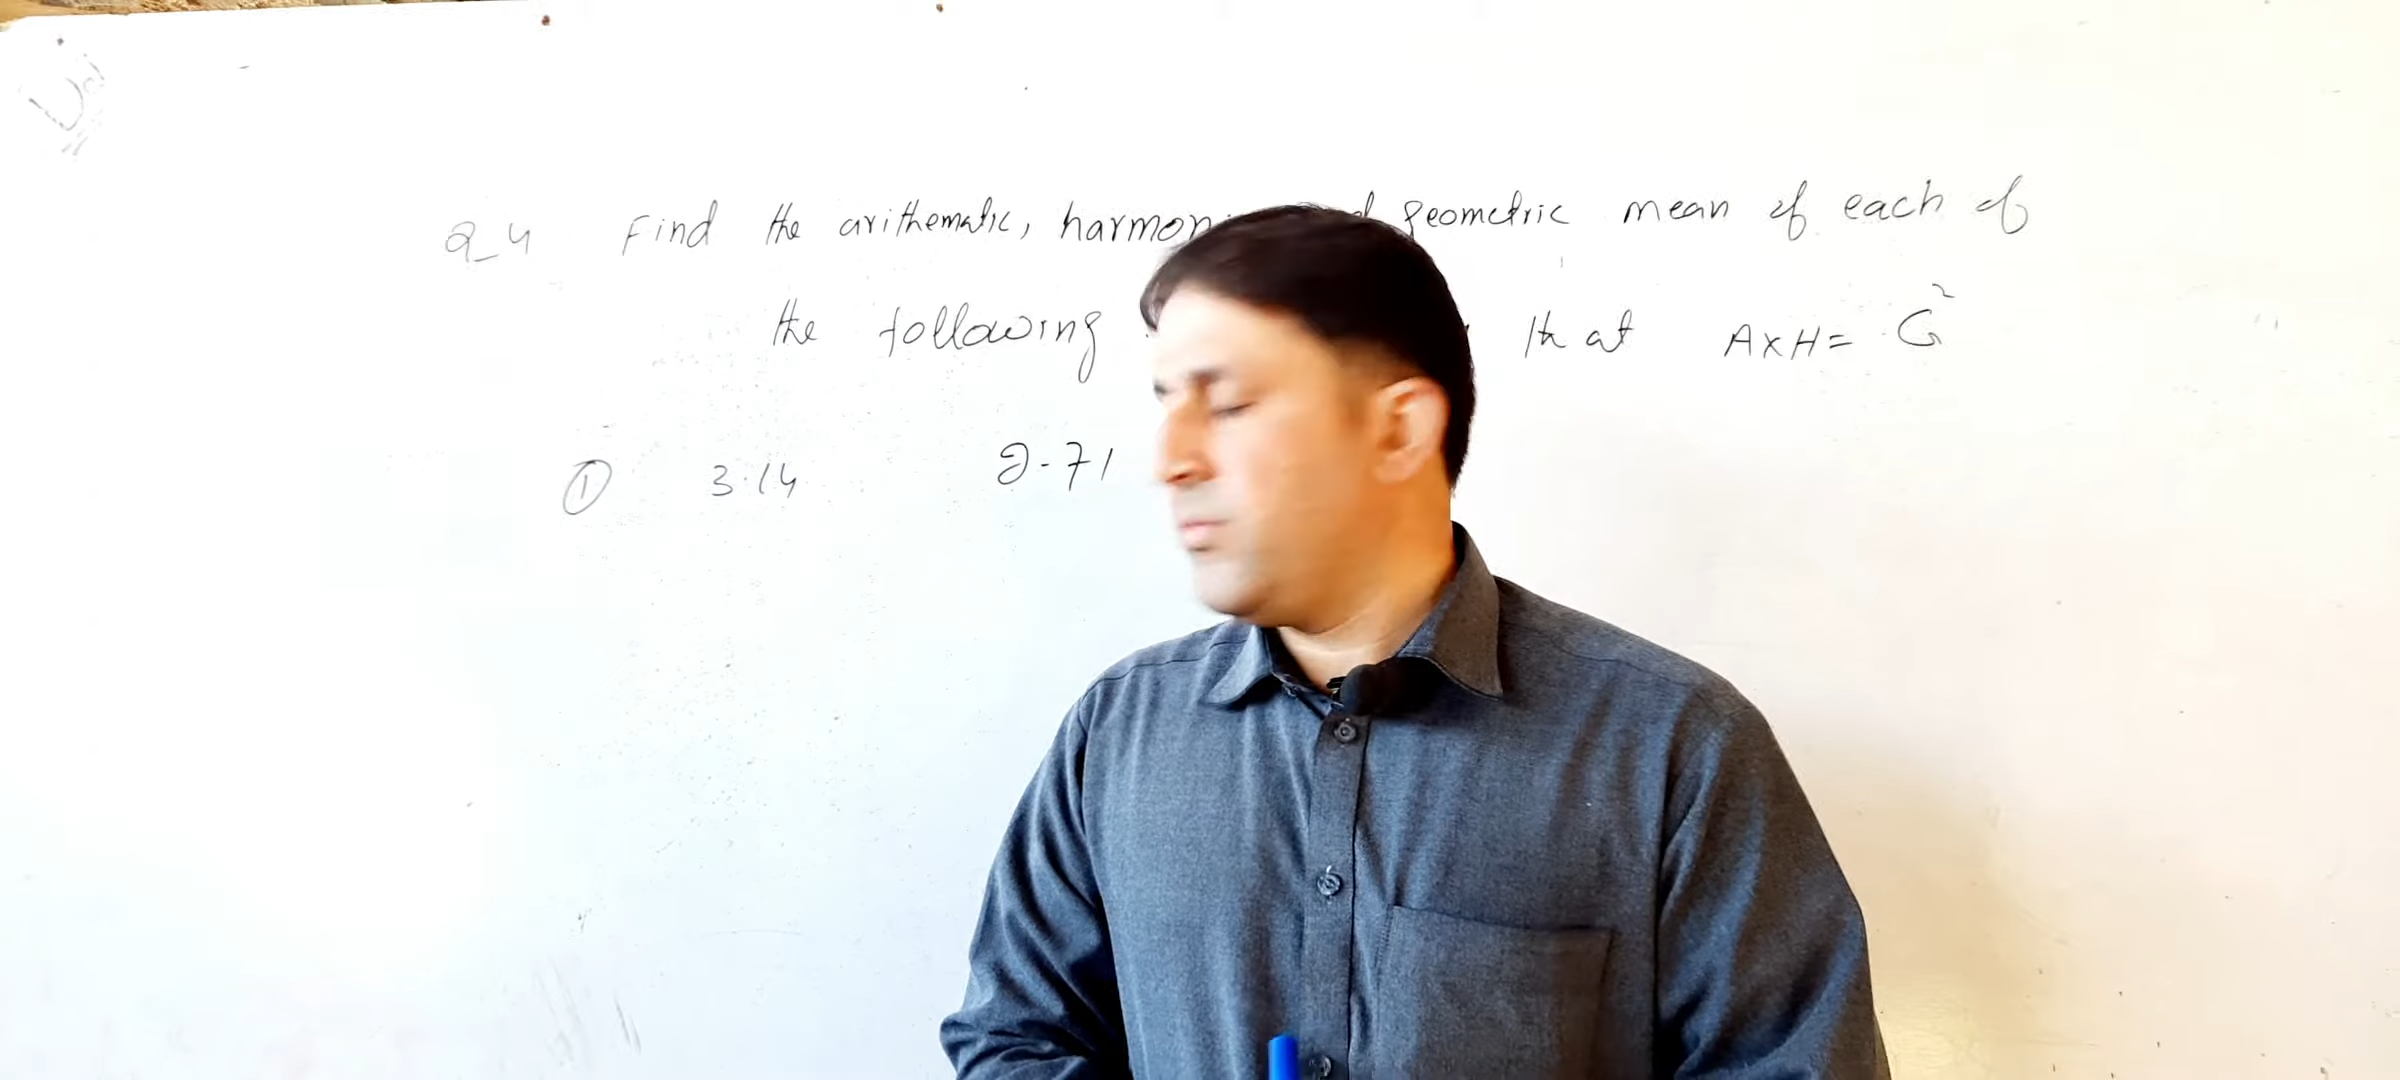 Q_4 Find the arithematic, harmon geometric mean of each of
the following that A×H= G²
① 3.14 2.71